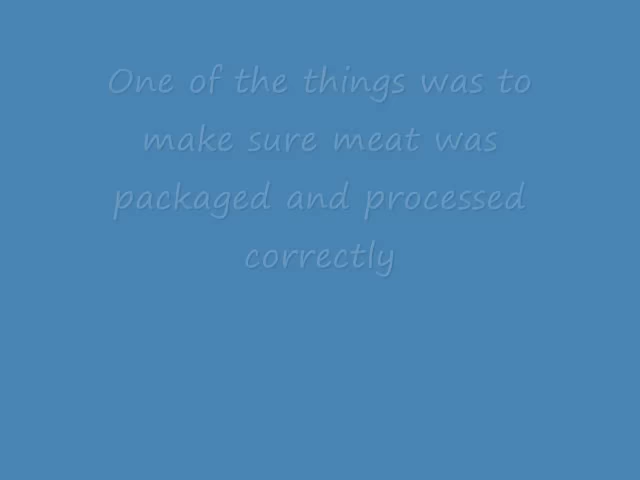 One of the things was to
make sure meat was
packaged and processed
correctly